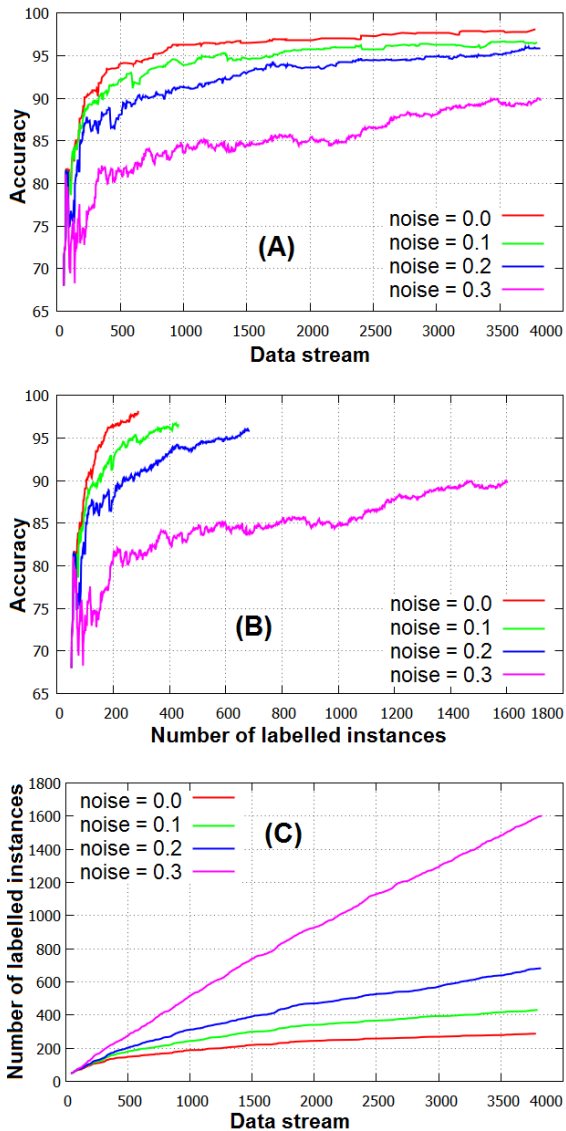 100
95
90
85
80
75
70
65
Accuracy
(A)
noise = 0.0
noise = 0.1
noise = 0.2
noise = 0.3
0 500 1000 1500 2000 2500 3000 3500 4000
Data stream
100
95
90
85
80
75
70
65
Accuracy
(B)
noise = 0.0
noise = 0.1
noise = 0.2
noise = 0.3
0 200 400 600 800 1000 1200 1400 1600 1800
Number of labelled instances
1800
1600
1400
1200
1000
800
600
400
200
0
Number of labelled instances
noise = 0.0
noise = 0.1
noise = 0.2
noise = 0.3
(C)
0 500 1000 1500 2000 2500 3000 3500 4000
Data stream